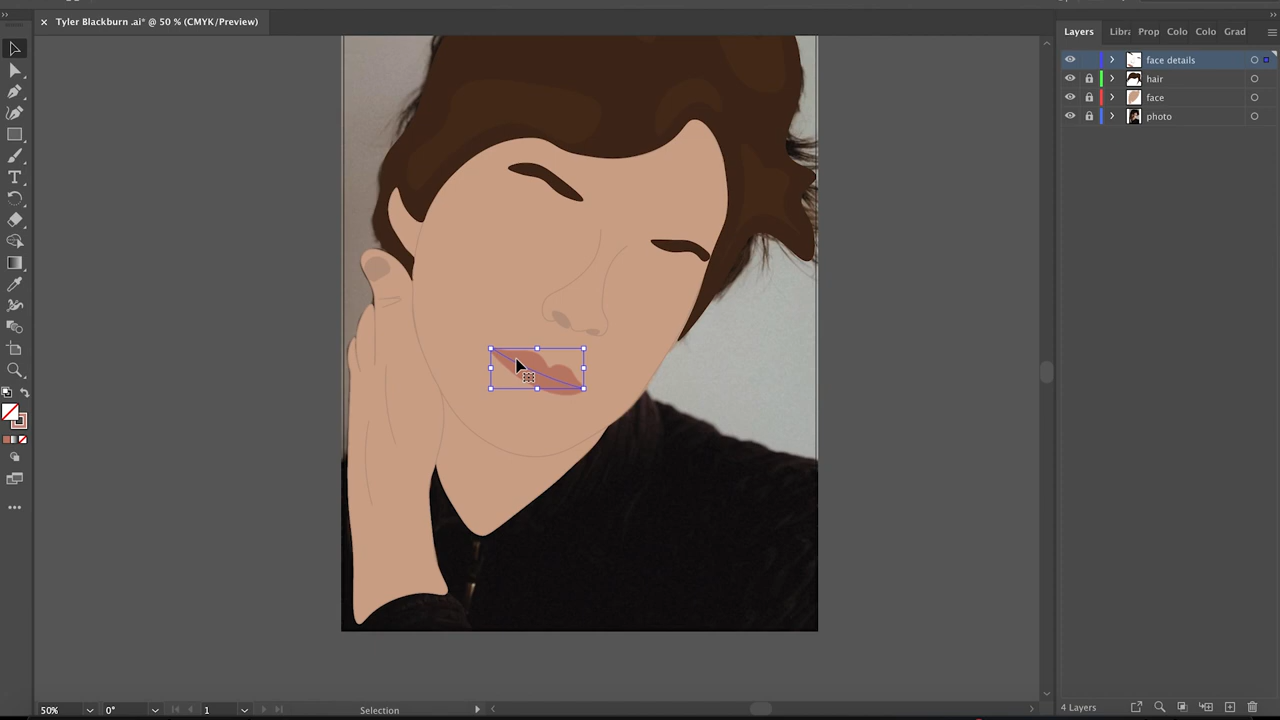 Tyler Blackburn .ai* @ 50 % (CMYK/Preview)
Layers Libra Prop Colo Colo Grad
face details
hair
face
photo
50% 0° 1 Selection
4 Layers